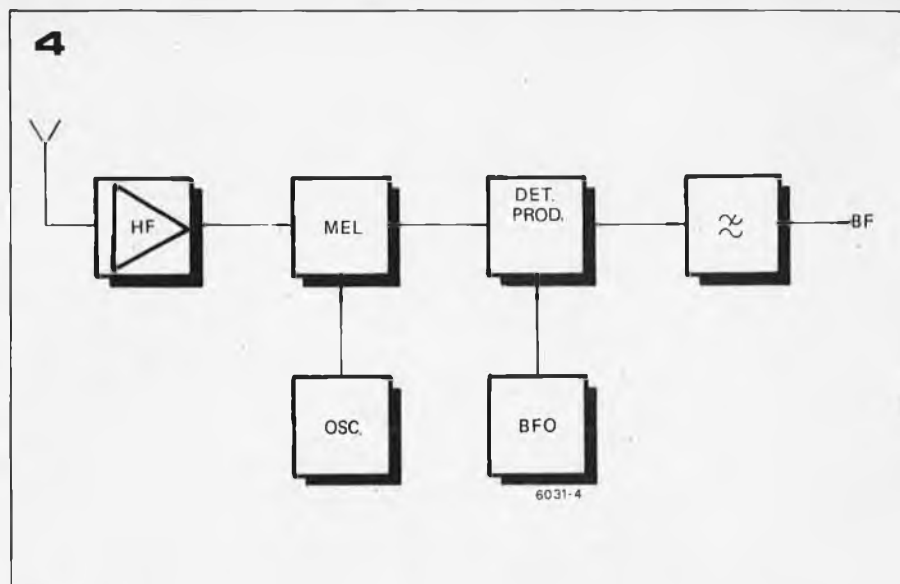 4
HF
MEL
DET.
PROD.
BF
OSC.
BFO
6031-4